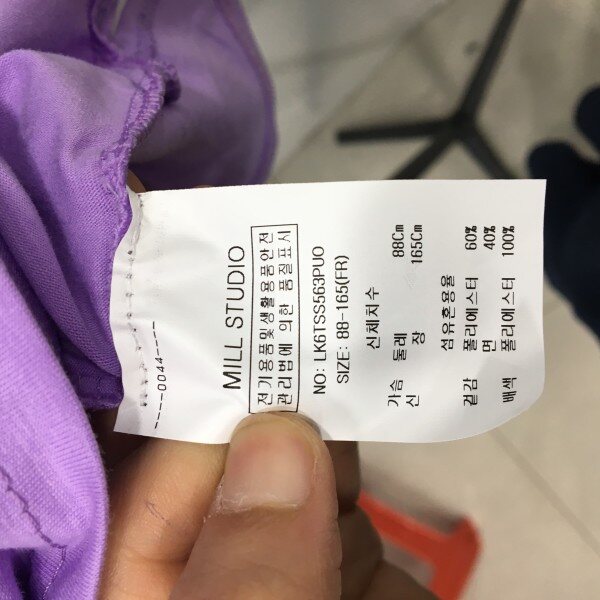 ----0044----
MILL STUDIO
전기용품및생활용품안전
관리법에 의한 품질표시
NO: LK6TSS563PUO
SIZE: 88-165(FR)
신체치수
가슴 둘레 88Cm
신 장 165Cm
섬유혼용율
겉감 폴리에스터 60%
면 40%
배색 폴리에스터 100%